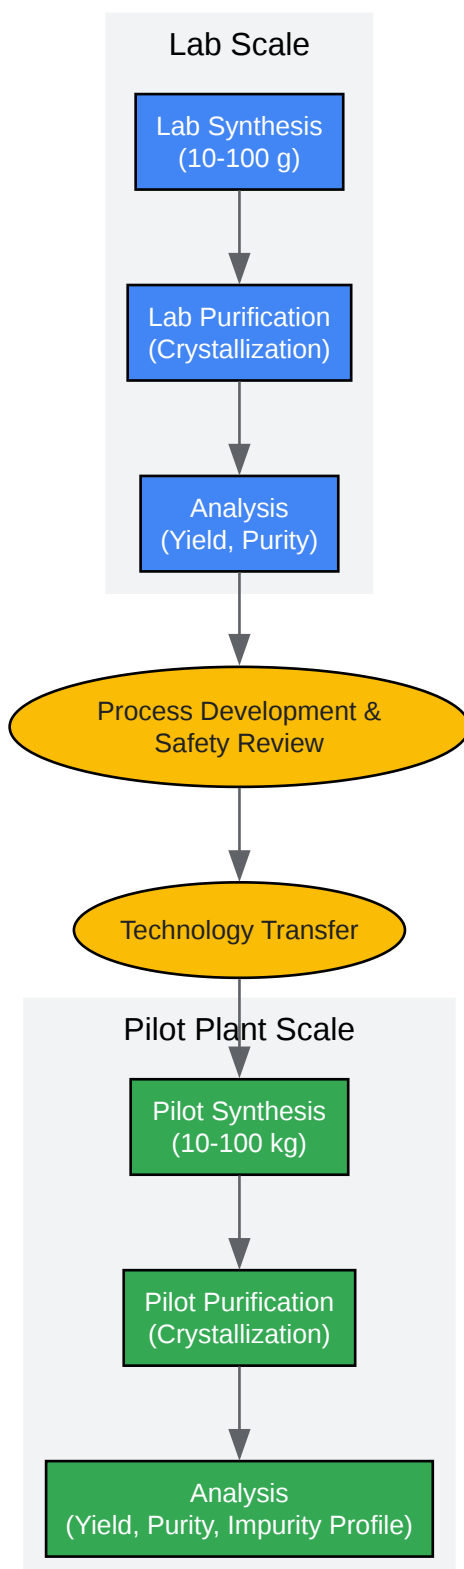 Lab Scale
Lab Synthesis
(10-100 g)
Lab Purification
(Crystallization)
Analysis
(Yield, Purity)
Process Development &
Safety Review
Technology Transfer
Pilot Plant Scale
Pilot Synthesis
(10-100 kg)
Pilot Purification
(Crystallization)
Analysis
(Yield, Purity, Impurity Profile)